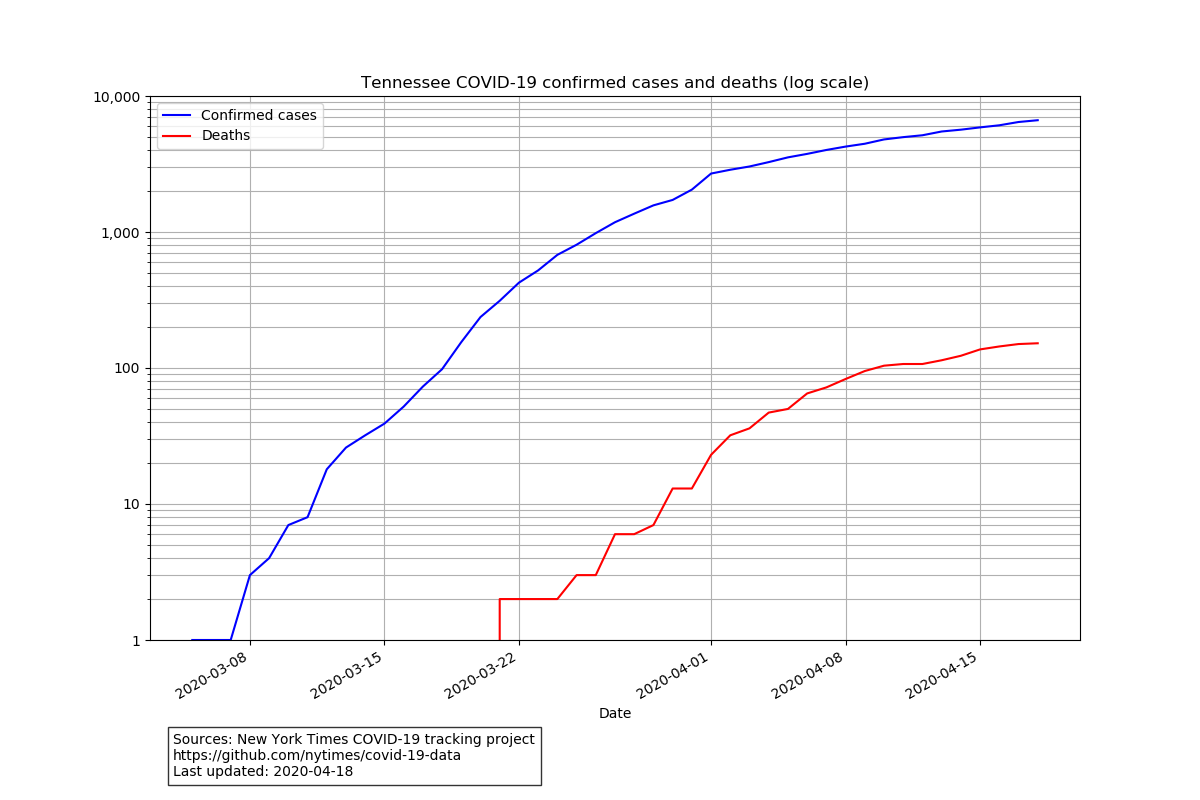 Tennessee COVID-19 confirmed cases and deaths (log scale)
10,000
1,000
100
10
1
Confirmed cases
Deaths
2020-03-08
2020-03-15
2020-03-22
2020-04-01
2020-04-08
2020-04-15
Date
Sources: New York Times COVID-19 tracking project
https://github.com/nytimes/covid-19-data
Last updated: 2020-04-18